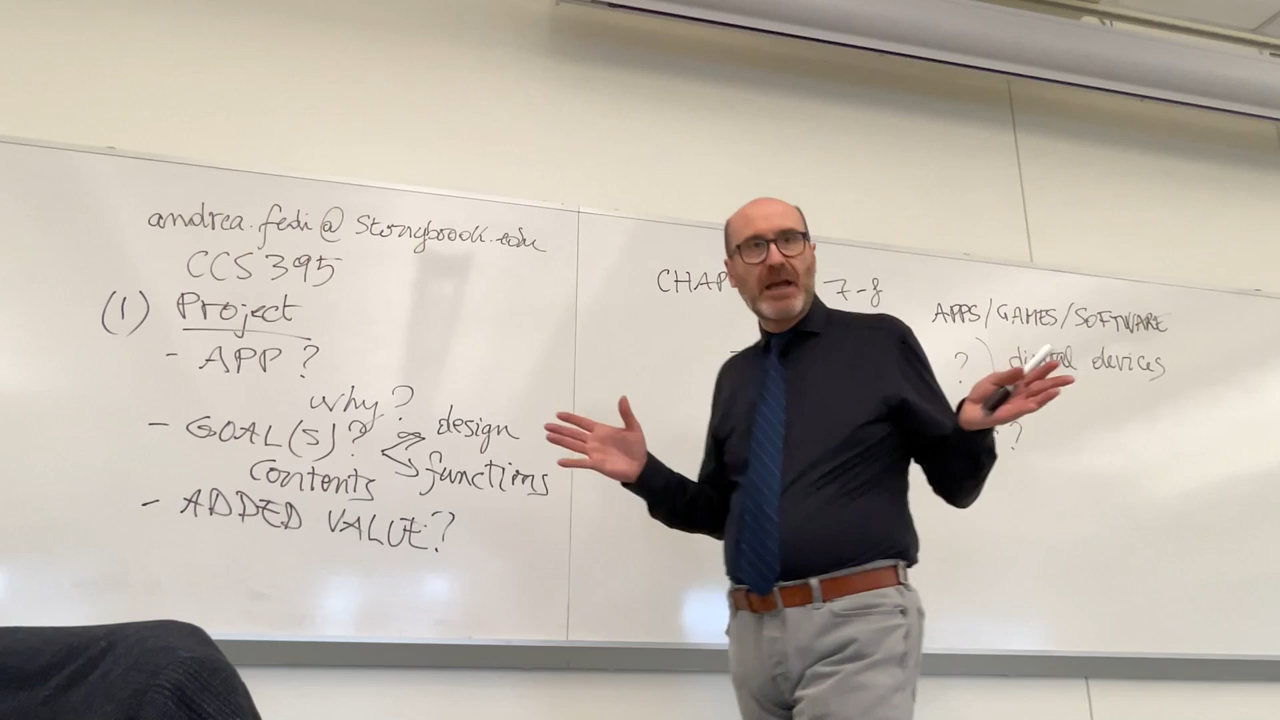 andrea.fedi@stonybrook.edu
CCS 395
(1) Project
- APP?
why?
- GOAL(S)? design
contents functions
- ADDED VALUE?
CHAP 7-8
APPS/GAMES/SOFTWARE
? ) digital devices
?